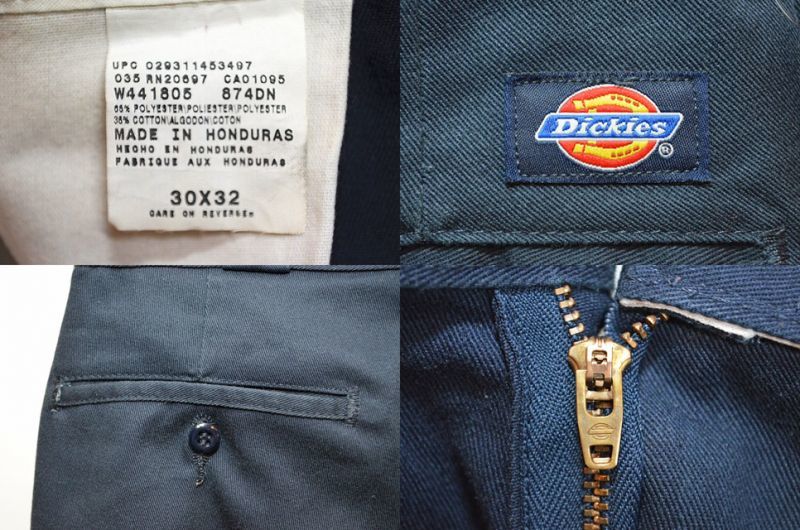 UPC 029311453497
035 RN20697 CA01095
W441805 874DN
65% POLYESTER\POLIESTER\POLYESTER
35% COTTON\ALGODON\COTON
MADE IN HONDURAS
HECHO EN HONDURAS
FABRIQUE AUX HONDURAS
30X32
CARE ON REVERSE
Dickies
®